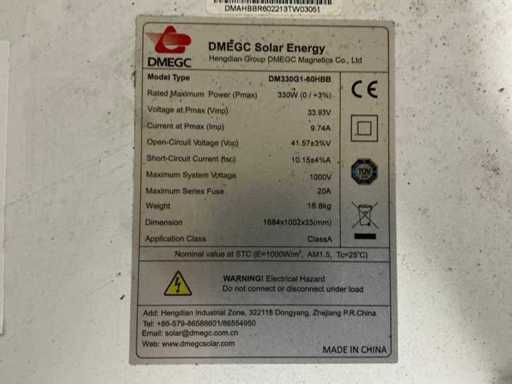 DMAHBBR602213TW03051
DMEGC
DMEGC Solar Energy
Hengdian Group DMEGC Magnetics Co., Ltd
Model Type DM330G1-60HBB
Rated Maximum Power (Pmax) 330W (0 / +3%)
Voltage at Pmax (Vmp) 33.93V
Current at Pmax (Imp) 9.74A
Open-Circuit Voltage (Voc) 41.57±3%V
Short-Circuit Current (Isc) 10.15±4%A
Maximum System Voltage 1000V
Maximum Series Fuse 20A
Weight 18.8kg
Dimension 1684x1002x35(mm)
Application Class ClassA
CE
TÜV
Nominal value at STC (E=1000W/m², AM1.5, Tc=25℃)
WARNING! Electrical Hazard
Do not connect or disconnect under load
Add: Hengdian Industrial Zone, 322118 Dongyang, Zhejiang P.R.China
Tel: +86-579-86588601/86554950
Email: solar@dmegc.com.cn
Web: www.dmegcsolar.com
MADE IN CHINA